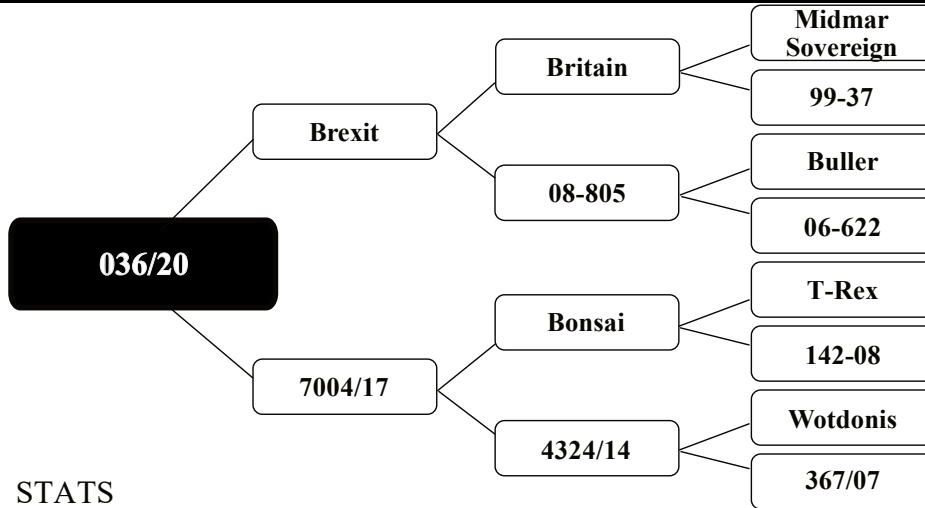 Midmar
Sovereign
Britain
99-37
Brexit
Buller
08-805
06-622
036/20
T-Rex
Bonsai
142-08
7004/17
Wotdonis
4324/14
367/07
STATS